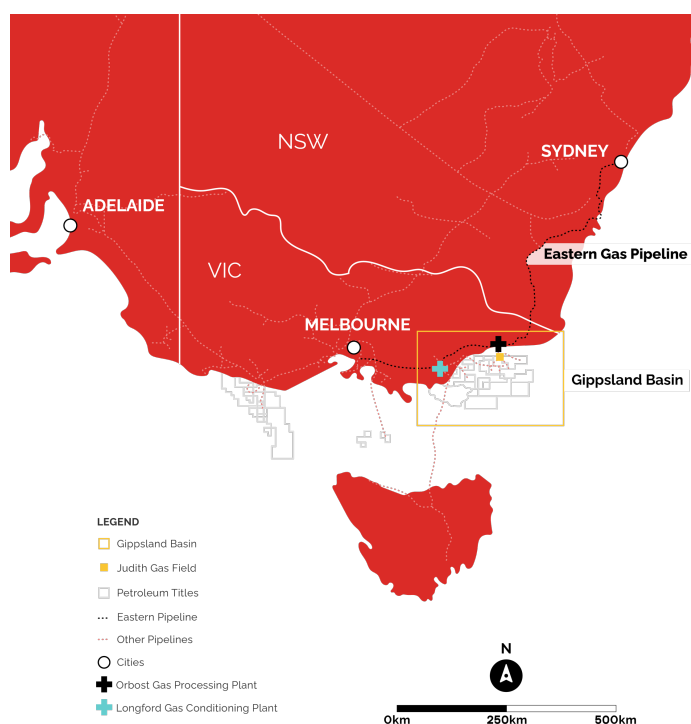 NSW
SYDNEY
ADELAIDE
Eastern Gas Pipeline
VIC
MELBOURNE
Gippsland Basin
LEGEND
Gippsland Basin
Judith Gas Field
Petroleum Titles
Eastern Pipeline
Other Pipelines
Cities
Orbost Gas Processing Plant
Longford Gas Conditioning Plant
N
0km 250km 500km